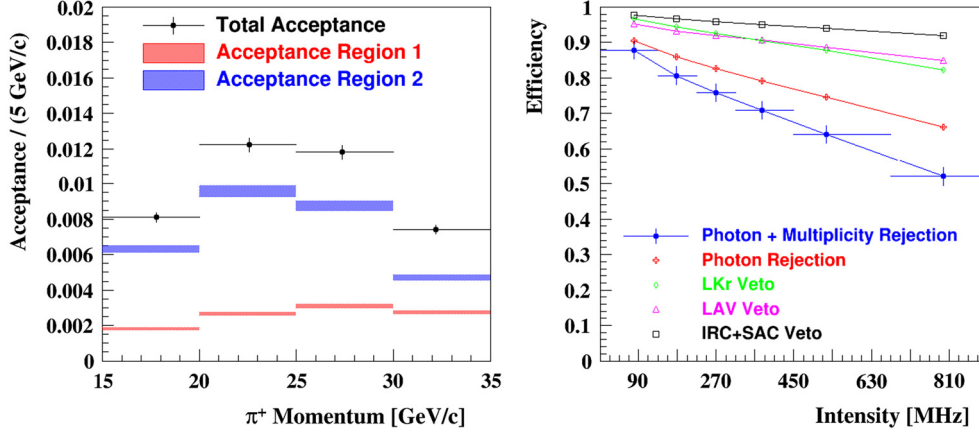 Acceptance / (5 GeV/c)
0.02
0.018
0.016
0.014
0.012
0.01
0.008
0.006
0.004
0.002
0
Total Acceptance
Acceptance Region 1
Acceptance Region 2
15 20 25 30 35
π+ Momentum [GeV/c]
Efficiency
1
0.9
0.8
0.7
0.6
0.5
0.4
0.3
0.2
0.1
0
Photon + Multiplicity Rejection
Photon Rejection
LKr Veto
LAV Veto
IRC+SAC Veto
90 270 450 630 810
Intensity [MHz]